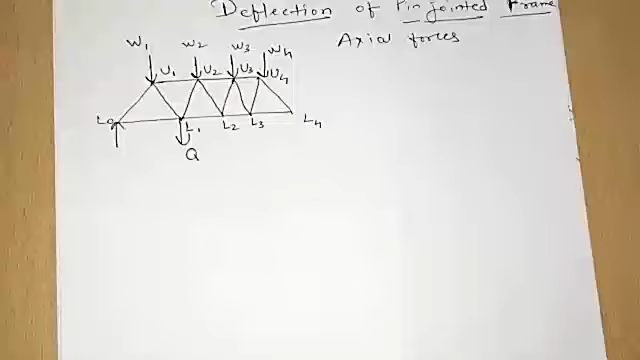 Deflection of Pin jointed Frame
Axial forces
W1 W2 W3 W4
U1 U2 U3 U4
L0 L1 L2 L3 L4
Q